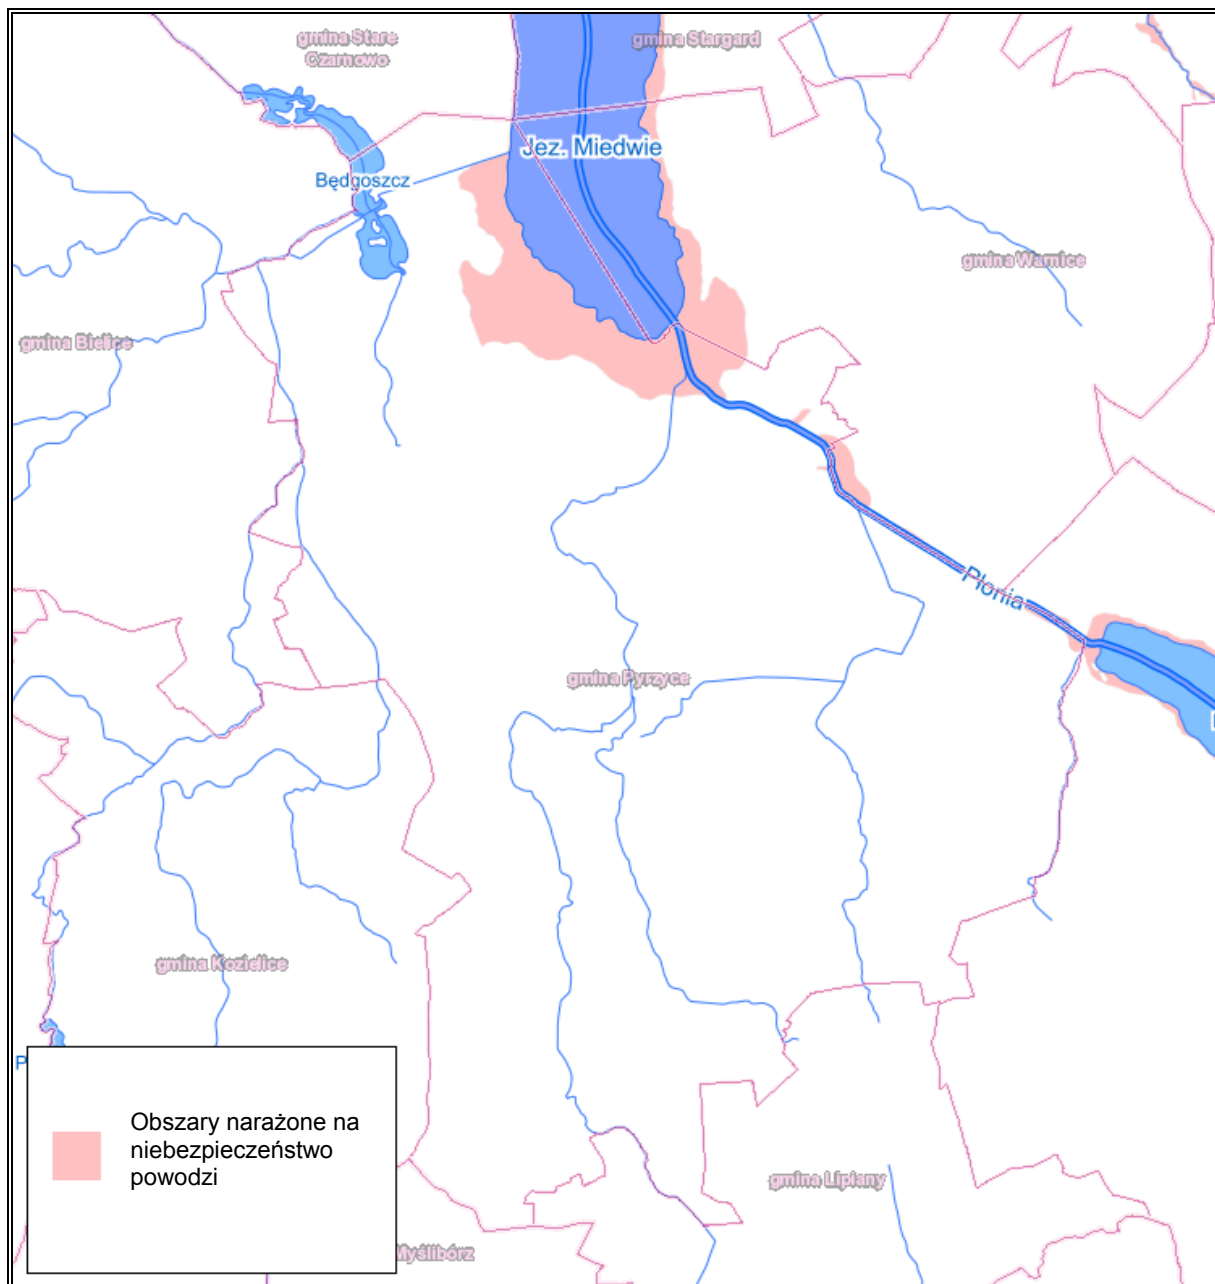 gmina Stare
Czarnowo
gmina Stargard
Jez. Miedwie
Będgoszcz
gmina Warnice
gmina Bielice
Płonia
gmina Pyrzyce
gmina Kozielice
P
Obszary narażone na
niebezpieczeństwo
powodzi
gmina Lipiany
Myślibórz